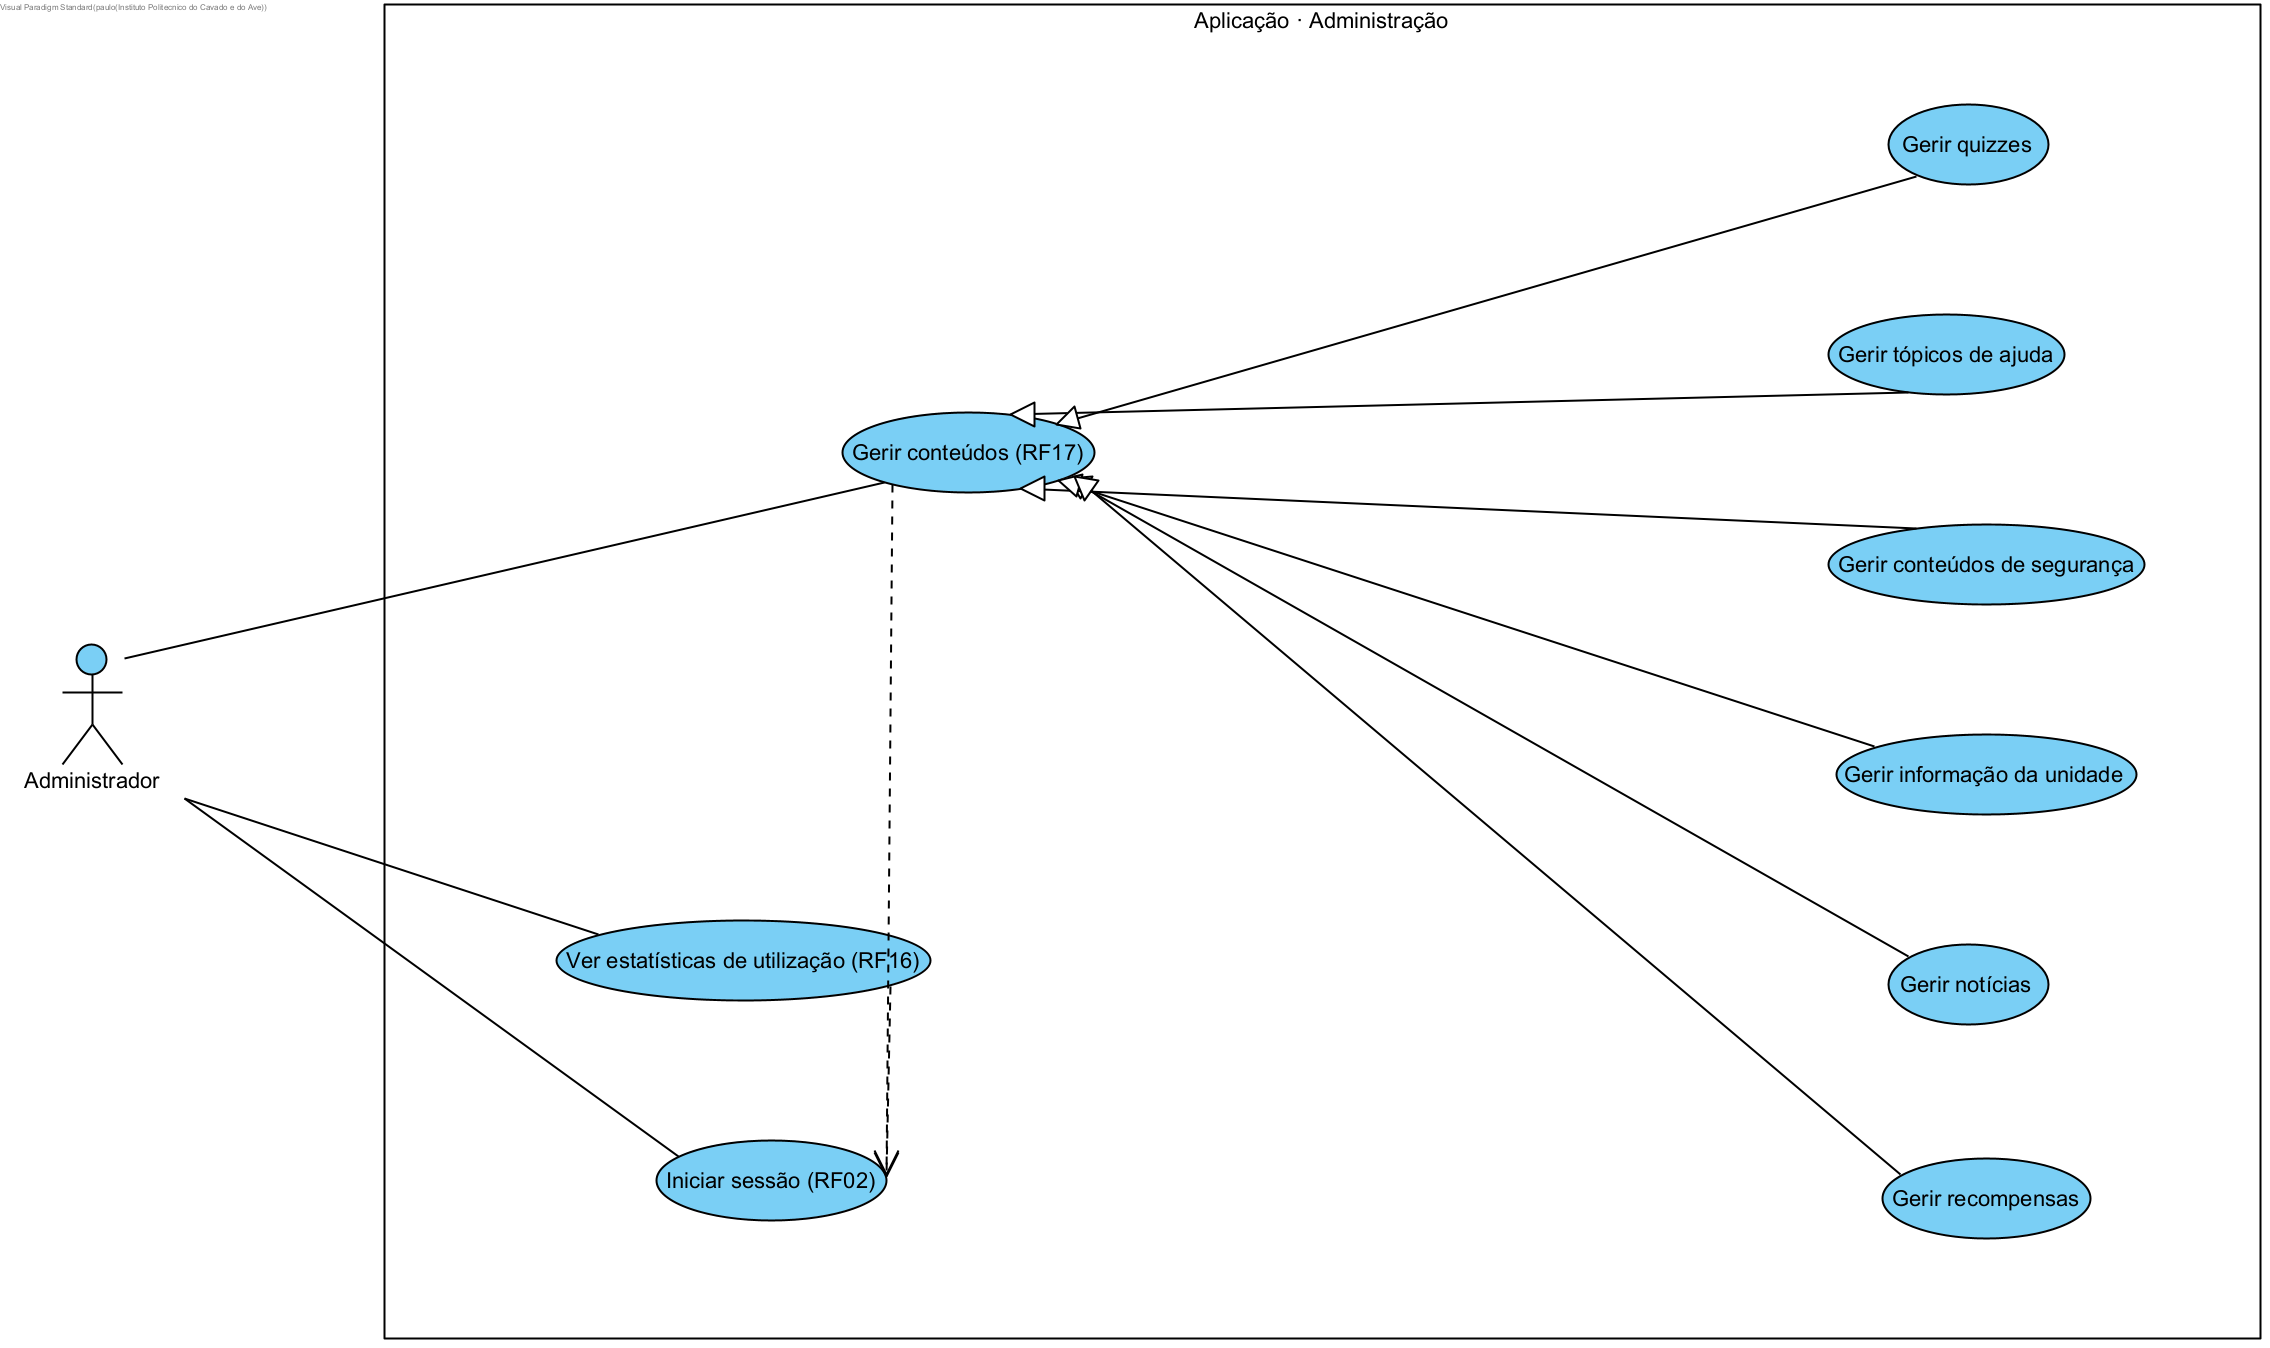 Visual Paradigm Standard(paulo(Instituto Politecnico do Cavado e do Ave))
Aplicação · Administração
Gerir quizzes
Gerir tópicos de ajuda
Gerir conteúdos (RF17)
Gerir conteúdos de segurança
Administrador
Gerir informação da unidade
Ver estatísticas de utilização (RF16)
Gerir notícias
Iniciar sessão (RF02)
Gerir recompensas